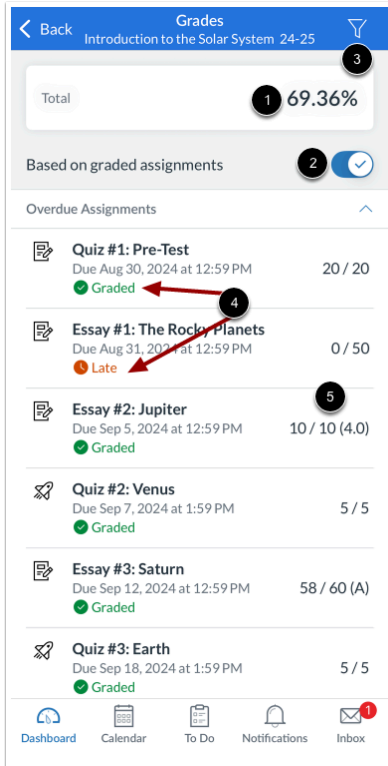 Back
Grades
Introduction to the Solar System 24-25
3
Total
1
69.36%
Based on graded assignments
2
Overdue Assignments
Quiz #1: Pre-Test
Due Aug 30, 2024 at 12:59 PM
20 / 20
Graded
4
Essay #1: The Rocky Planets
Due Aug 31, 2024 at 12:59 PM
0 / 50
Late
5
Essay #2: Jupiter
Due Sep 5, 2024 at 12:59 PM
10 / 10 (4.0)
Graded
Quiz #2: Venus
Due Sep 7, 2024 at 1:59 PM
5 / 5
Graded
Essay #3: Saturn
Due Sep 12, 2024 at 12:59 PM
58 / 60 (A)
Graded
Quiz #3: Earth
Due Sep 18, 2024 at 1:59 PM
5 / 5
Graded
1
Dashboard
Calendar
To Do
Notifications
Inbox